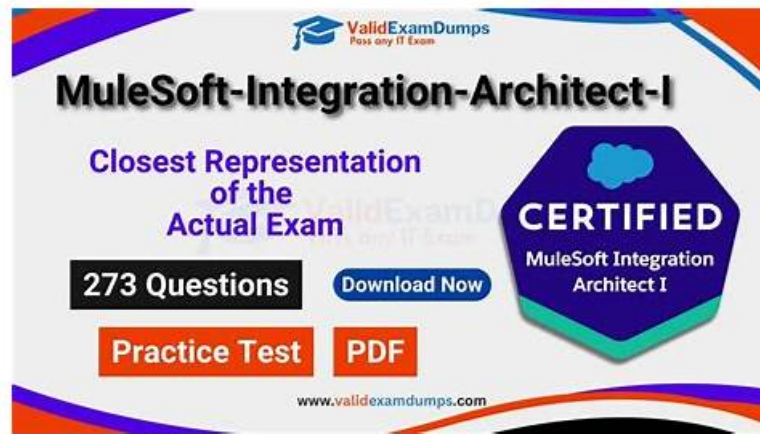 ValidExamDumps
Pass any IT Exam
MuleSoft-Integration-Architect-I
Closest Representation
of the
Actual Exam
CERTIFIED
MuleSoft Integration
Architect I
273 Questions
Download Now
Practice Test
PDF
www.validexamdumps.com